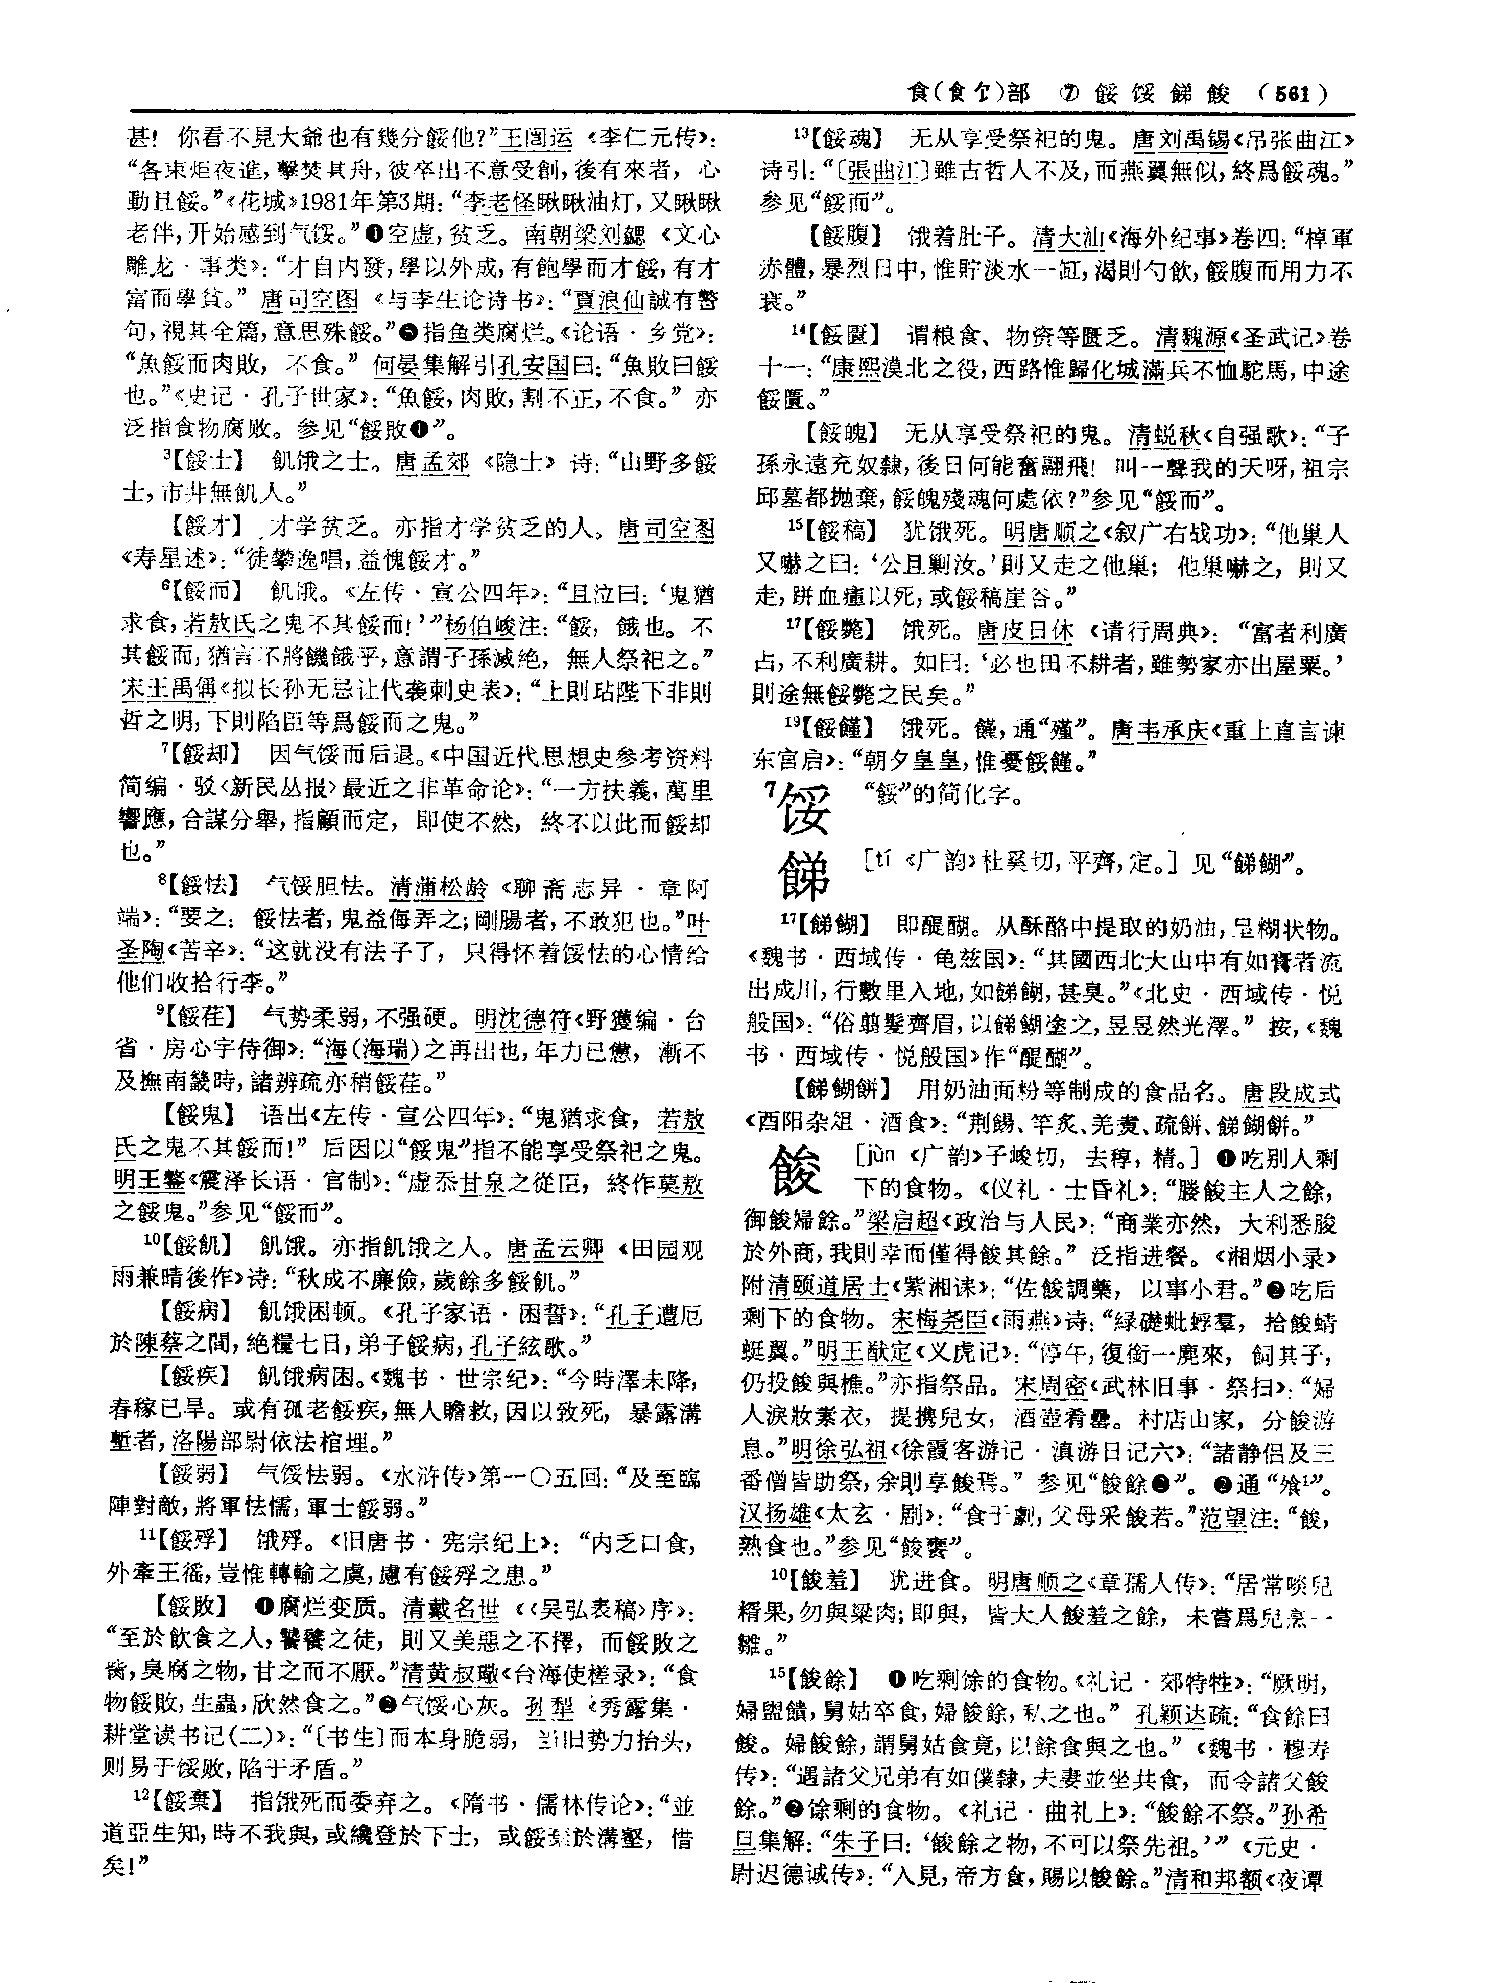 食(食饣)部 ⑦ 餒 馁 䬾 餕 (561)
甚！你看不見大爺也有幾分餒他？”王闿运《李仁元传》：
“各束炬夜進，擊焚其舟，彼卒出不意受創，後有來者，心
動且餒。”《花城》1981年第3期：“李老怪瞅瞅油灯，又瞅瞅
老伴，开始感到气馁。”❹空虚，贫乏。南朝梁刘勰《文心
雕龙·事类》：“才自内發，學以外成，有飽學而才餒，有才
富而學貧。”唐司空图《与李生论诗书》：“賈浪仙誠有警
句，視其全篇，意思殊餒。”❺指鱼类腐烂。《论语·乡党》：
“魚餒而肉敗，不食。”何晏集解引孔安国曰：“魚敗曰餒
也。”《史记·孔子世家》：“魚餒，肉敗，割不正，不食。”亦
泛指食物腐败。参见“餒敗❶”。
³【餒士】 飢饿之士。唐孟郊《隐士》诗：“山野多餒
士，市井無飢人。”
【餒才】 才学贫乏。亦指才学贫乏的人。唐司空图
《寿星述》：“徒攀逸唱，益愧餒才。”
⁶【餒而】 飢饿。《左传·宣公四年》：“且泣曰：‘鬼猶
求食，若敖氏之鬼不其餒而！’”杨伯峻注：“餒，餓也。不
其餒而，猶言不將饑餓乎，意謂子孫滅绝，無人祭祀之。”
宋王禹偁《拟长孙无忌让代袭刺史表》：“上則玷陛下非則
哲之明，下則陷臣等爲餒而之鬼。”
⁷【餒却】 因气馁而后退。《中国近代思想史参考资料
简编·驳〈新民丛报〉最近之非革命论》：“一方扶義，萬里
響應，合謀分舉，指顧而定，即使不然，終不以此而餒却
也。”
⁸【餒怯】 气馁胆怯。清蒲松龄《聊斋志异·章阿
端》：“要之：餒怯者，鬼益侮弄之；剛腸者，不敢犯也。”叶
圣陶《苦辛》：“这就没有法子了，只得怀着馁怯的心情给
他们收拾行李。”
⁹【餒荏】 气势柔弱，不强硬。明沈德符《野獲编·台
省·房心宇侍御》：“海(海瑞)之再出也，年力已憊，漸不
及撫南畿時，諸辨疏亦稍餒荏。”
【餒鬼】 语出《左传·宣公四年》：“鬼猶求食，若敖
氏之鬼不其餒而！”后因以“餒鬼”指不能享受祭祀之鬼。
明王鏊《震泽长语·官制》：“虚忝甘泉之從臣，終作莫敖
之餒鬼。”参见“餒而”。
¹⁰【餒飢】 飢饿。亦指飢饿之人。唐孟云卿《田园观
雨兼晴後作》诗：“秋成不廉儉，歲餘多餒飢。”
【餒病】 飢饿困顿。《孔子家语·困誓》：“孔子遭厄
於陳蔡之間，絶糧七日，弟子餒病，孔子絃歌。”
【餒疾】 飢饿病困。《魏书·世宗纪》：“今時澤未降，
春稼已旱。或有孤老餒疾，無人贍救，因以致死，暴露溝
塹者，洛陽部尉依法棺埋。”
【餒弱】 气馁怯弱。《水浒传》第一〇五回：“及至臨
陣對敵，將軍怯懦，軍士餒弱。”
¹¹【餒殍】 饿殍。《旧唐书·宪宗纪上》：“内乏口食，
外牽王徭，豈惟轉輸之虞，慮有餒殍之患。”
【餒敗】 ❶腐烂变质。清戴名世《〈吴弘表稿〉序》：
“至於飲食之人，饕餮之徒，則又美惡之不擇，而餒敗之
胬，臭腐之物，甘之而不厭。”清黄叔璥《台海使槎录》：“食
物餒敗，生蟲，欣然食之。”❷气馁心灰。孙犁《秀露集·
耕堂读书记(二)》：“〔书生〕而本身脆弱，当旧势力抬头，
则易于馁败，陷于矛盾。”
¹²【餒棄】 指饿死而委弃之。《隋书·儒林传论》：“並
道亞生知，時不我與，或纔登於下士，或餒棄於溝壑，惜
矣！”
¹³【餒魂】 无从享受祭祀的鬼。唐刘禹锡《吊张曲江》
诗引：“〔張曲江〕雖古哲人不及，而燕翼無似，終爲餒魂。”
参见“餒而”。
【餒腹】 饿着肚子。清大汕《海外纪事》卷四：“棹軍
赤體，暴烈日中，惟貯淡水一缸，渴則勺飲，餒腹而用力不
衰。”
¹⁴【餒匱】 谓粮食、物资等匮乏。清魏源《圣武记》卷
十一：“康熙漠北之役，西路惟歸化城滿兵不恤駝馬，中途
餒匱。”
【餒魄】 无从享受祭祀的鬼。清蜕秋《自强歌》：“子
孫永遠充奴隸，後日何能奮翮飛！叫一聲我的天呀，祖宗
邱墓都拋棄，餒魄殘魂何處依？”参见“餒而”。
¹⁵【餒稿】 犹饿死。明唐顺之《叙广右战功》：“他巢人
又嚇之曰：‘公且剿汝。’則又走之他巢；他巢嚇之，則又
走，跰血瘇以死，或餒稿崖谷。”
¹⁷【餒斃】 饿死。唐皮日休《请行周典》：“富者利廣
占，不利廣耕。如曰：‘必也田不耕者，雖勢家亦出屋粟。’
則途無餒斃之民矣。”
¹⁹【餒饉】 饿死。饉，通“殣”。唐韦承庆《重上直言谏
东宫启》：“朝夕皇皇，惟憂餒饉。”
⁷馁 “餒”的简化字。
䬾 [tí《广韵》杜奚切，平齊，定。] 见“䬾餬”。
¹⁷【䬾餬】 即醍醐。从酥酪中提取的奶油，呈糊状物。
《魏书·西域传·龟兹国》：“其國西北大山中有如膏者流
出成川，行數里入地，如䬾餬，甚臭。”《北史·西域传·悦
般国》：“俗翦髮齊眉，以䬾餬塗之，昱昱然光澤。”按，《魏
书·西域传·悦般国》作“醍醐”。
【䬾餬餅】 用奶油面粉等制成的食品名。唐段成式
《酉阳杂俎·酒食》：“荆餳、竿炙、羌煑、疏餅、䬾餬餅。”
餕 [jùn《广韵》子峻切，去稕，精。] ❶吃别人剩
下的食物。《仪礼·士昏礼》：“媵餕主人之餘，
御餕婦餘。”梁启超《政治与人民》：“商業亦然，大利悉朘
於外商，我則幸而僅得餕其餘。”泛指进餐。《湘烟小录》
附清颐道居士《紫湘诔》：“佐餕調藥，以事小君。”❷吃后
剩下的食物。宋梅尧臣《雨燕》诗：“緑礎蚍蜉羣，拾餕蜻
蜓翼。”明王猷定《义虎记》：“停午，復銜一麂來，飼其子，
仍投餕與樵。”亦指祭品。宋周密《武林旧事·祭扫》：“婦
人淚妝素衣，提携兒女，酒壺肴罍。村店山家，分餕游
息。”明徐弘祖《徐霞客游记·滇游日记六》：“諸静侣及三
番僧皆助祭，余則享餕焉。”参见“餕餘❷”。❷通“飧¹”。
汉扬雄《太玄·剧》：“食于劇，父母采餕若。”范望注：“餕，
熟食也。”参见“餕饔”。
¹⁰【餕羞】 犹进食。明唐顺之《章孺人传》：“居常啖兒
糈果，勿與粱肉；即與，皆大人餕羞之餘，未嘗爲兒烹一
雛。”
¹⁵【餕餘】 ❶吃剩馀的食物。《礼记·郊特牲》：“厥明，
婦盥饋，舅姑卒食，婦餕餘，私之也。”孔颖达疏：“食餘曰
餕。婦餕餘，謂舅姑食竟，以餘食與之也。”《魏书·穆寿
传》：“遇諸父兄弟有如僕隸，夫妻並坐共食，而令諸父餕
餘。”❷馀剩的食物。《礼记·曲礼上》：“餕餘不祭。”孙希
旦集解：“朱子曰：‘餕餘之物，不可以祭先祖。’”《元史·
尉迟德诚传》：“入見，帝方食，賜以餕餘。”清和邦额《夜谭